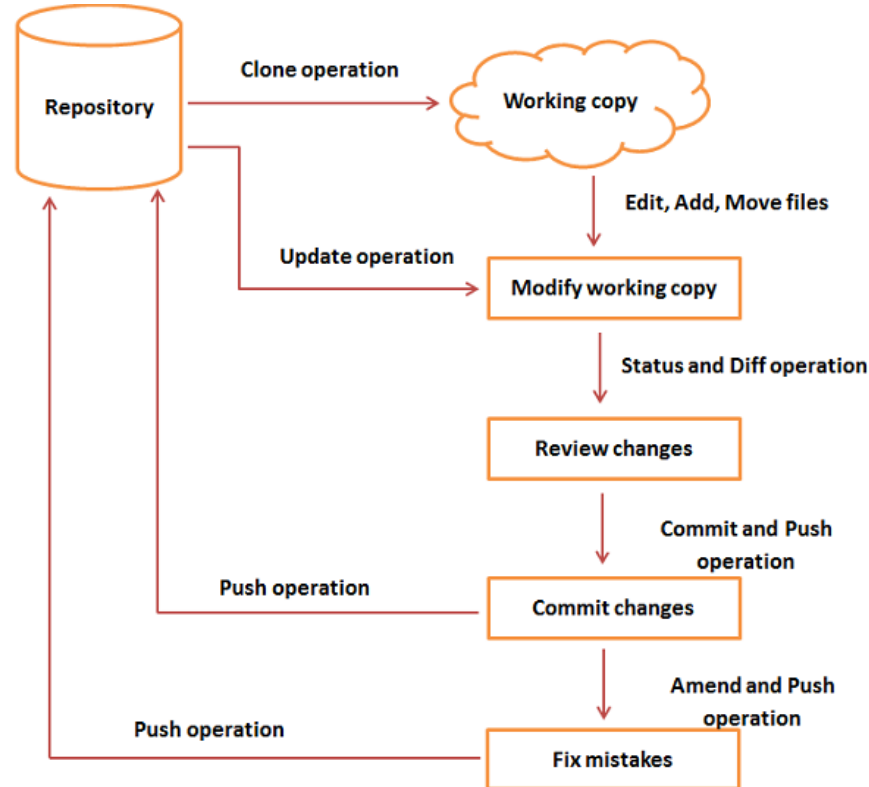 Clone operation
Repository
Working copy
Edit, Add, Move files
Update operation
Modify working copy
Status and Diff operation
Review changes
Commit and Push
operation
Push operation
Commit changes
Amend and Push
operation
Push operation
Fix mistakes